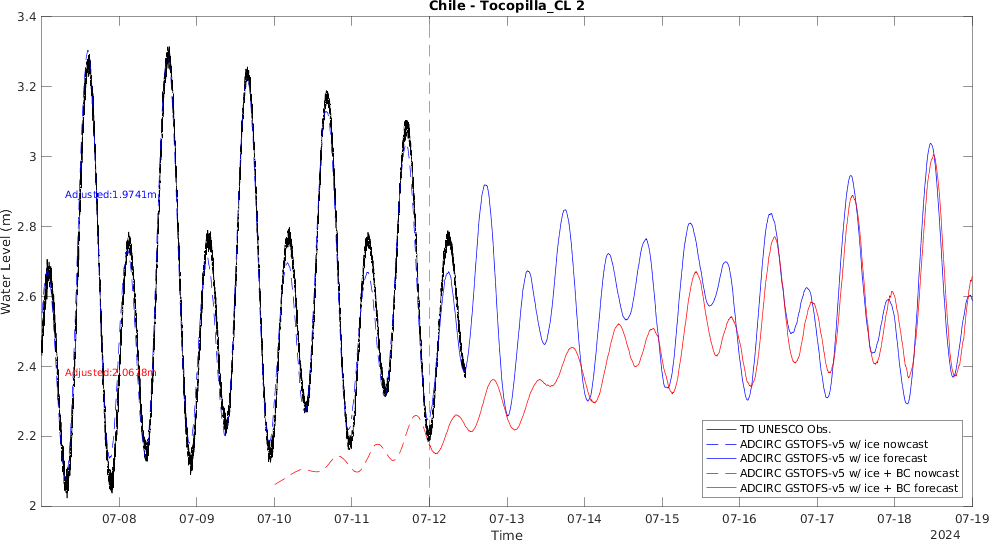 Chile - Tocopilla_CL 2
3.4
3.2
3
2.8
2.6
2.4
2.2
2
Water Level (m)
Adjusted:1.9741m
Adjusted:2.0618m
TD UNESCO Obs.
ADCIRC GSTOFS-v5 w/ ice nowcast
ADCIRC GSTOFS-v5 w/ ice forecast
ADCIRC GSTOFS-v5 w/ ice + BC nowcast
ADCIRC GSTOFS-v5 w/ ice + BC forecast
07-08 07-09 07-10 07-11 07-12 07-13 07-14 07-15 07-16 07-17 07-18 07-19
Time
2024